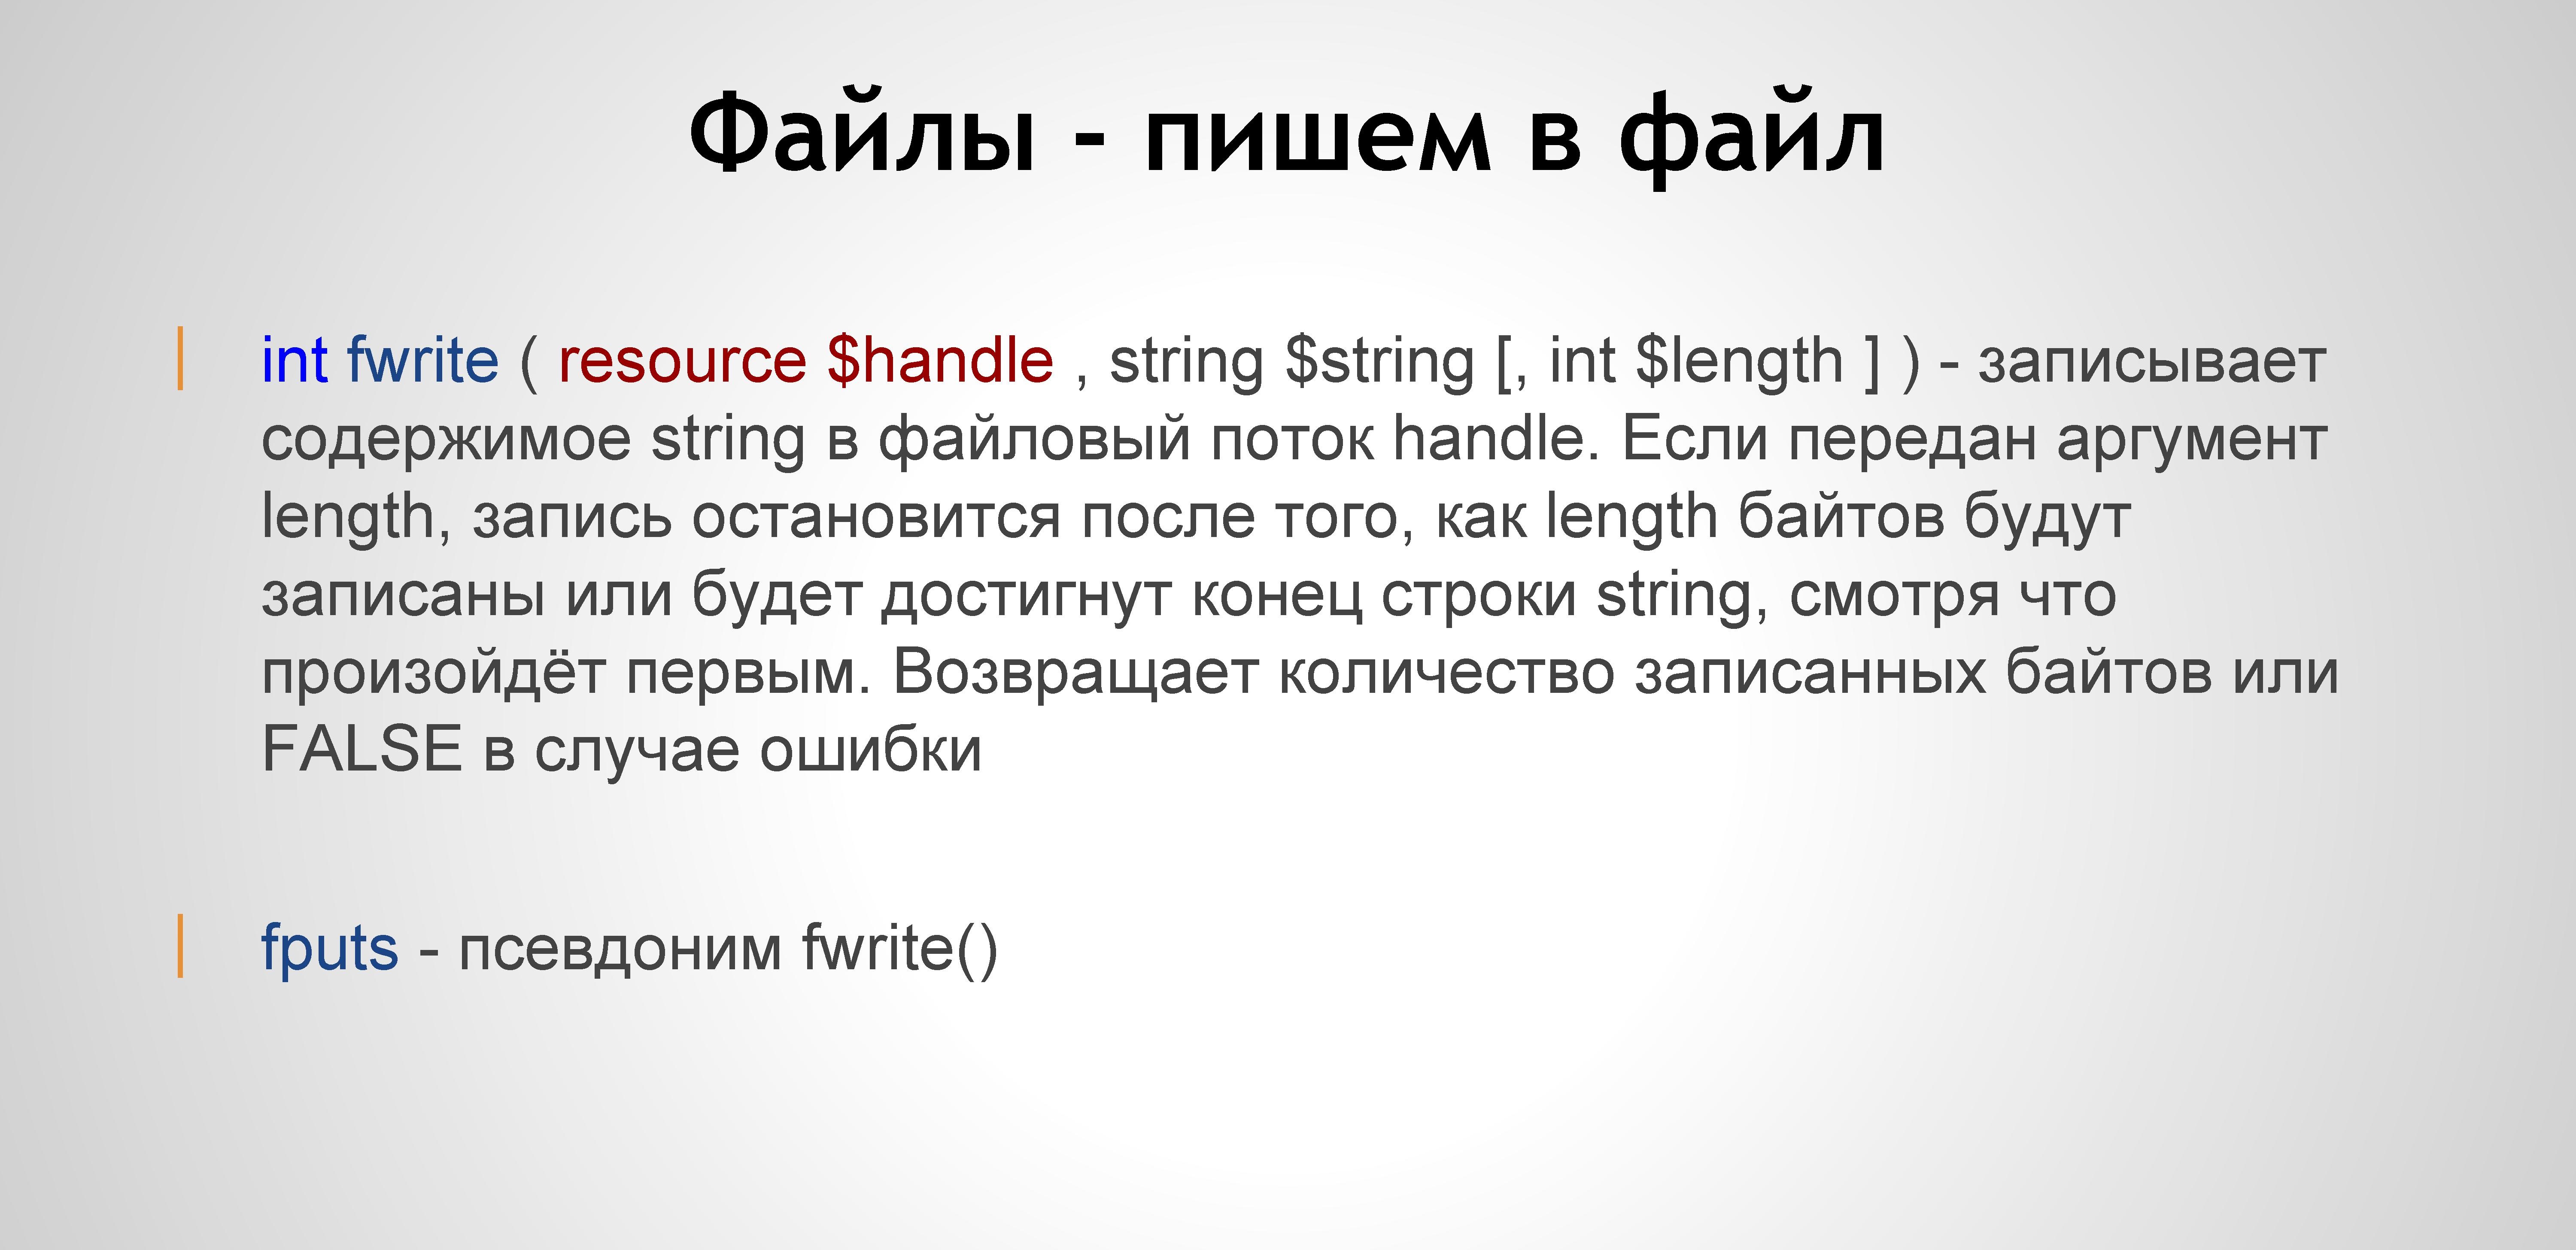 Файлы - пишем в файл
int fwrite ( resource $handle , string $string [, int $length ] ) - записывает
содержимое string в файловый поток handle. Если передан аргумент
length, запись остановится после того, как length байтов будут
записаны или будет достигнут конец строки string, смотря что
произойдёт первым. Возвращает количество записанных байтов или
FALSE в случае ошибки
fputs - псевдоним fwrite()